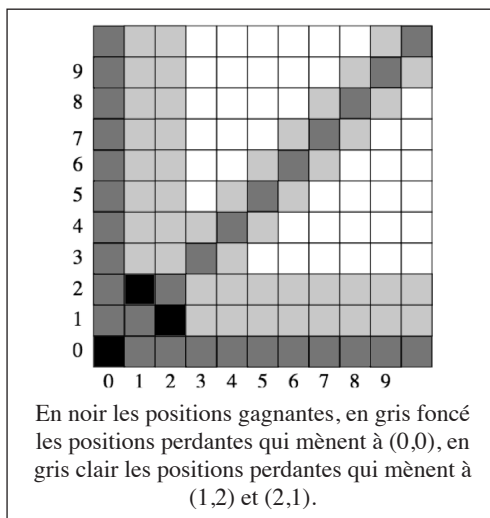 9
8
7
6
5
4
3
2
1
0
0 1 2 3 4 5 6 7 8 9
En noir les positions gagnantes, en gris foncé
les positions perdantes qui mènent à (0,0), en
gris clair les positions perdantes qui mènent à
(1,2) et (2,1).